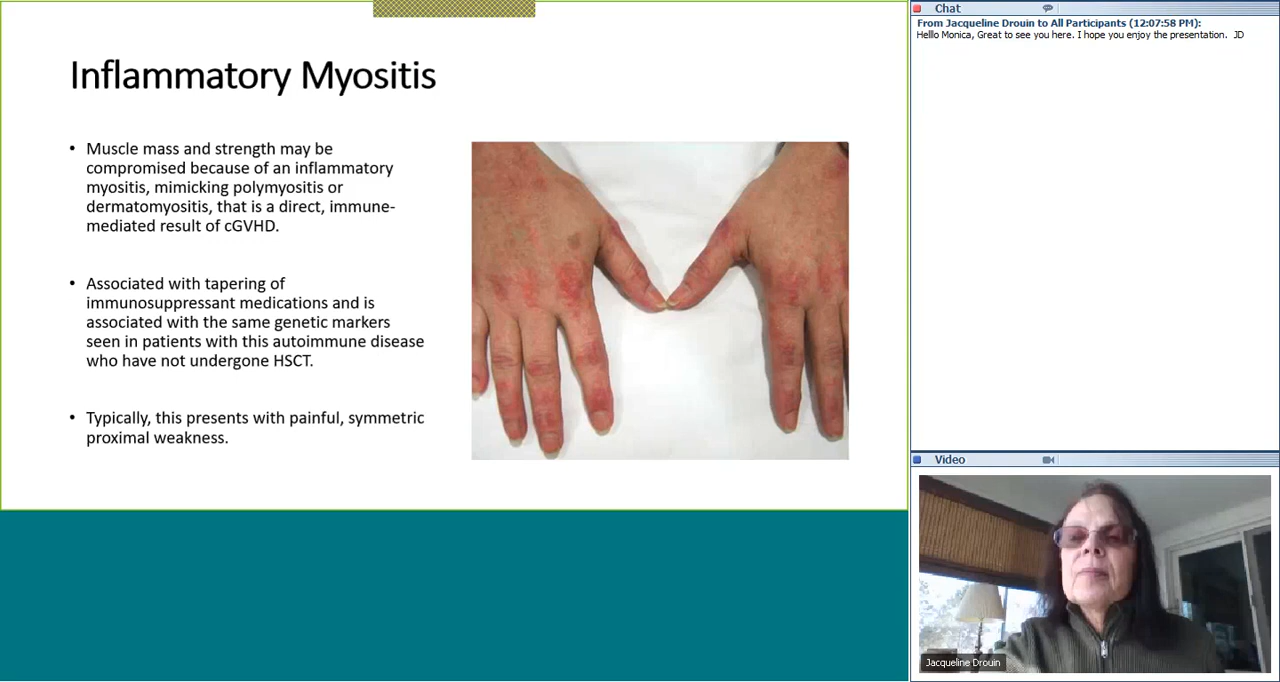 Inflammatory Myositis
• Muscle mass and strength may be
compromised because of an inflammatory
myositis, mimicking polymyositis or
dermatomyositis, that is a direct, immune-
mediated result of cGVHD.
• Associated with tapering of
immunosuppressant medications and is
associated with the same genetic markers
seen in patients with this autoimmune disease
who have not undergone HSCT.
• Typically, this presents with painful, symmetric
proximal weakness.
Chat
From Jacqueline Drouin to All Participants (12:07:58 PM):
Helllo Monica, Great to see you here. I hope you enjoy the presentation. JD
Video
Jacqueline Drouin